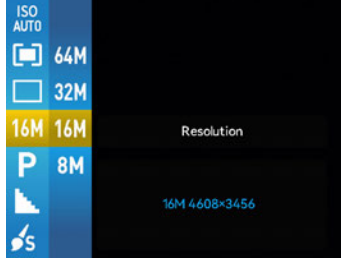 ISO
AUTO
64M
32M
16M 16M
Resolution
P 8M
16M 4608×3456
S